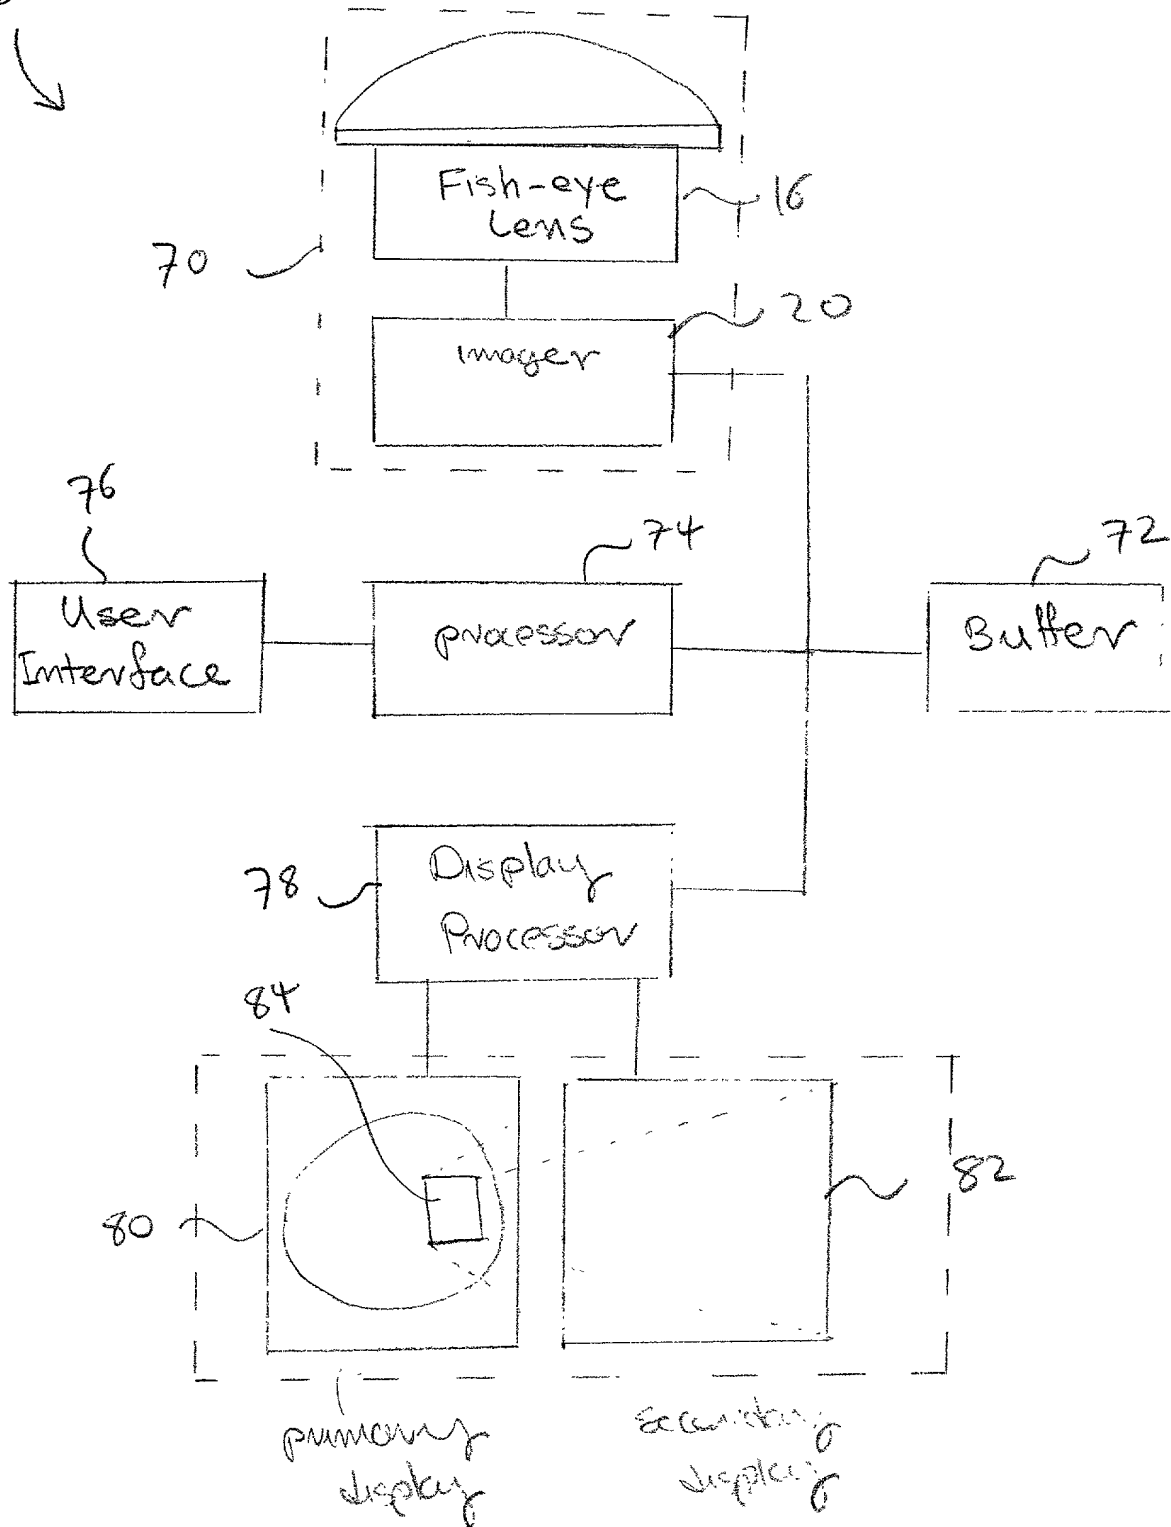 Fish-eye
Lens
16
70
20
imager
76
74
72
User
Interface
processor
Buffer
78
Display
Processor
84
80
82
primary
display
secondary
display